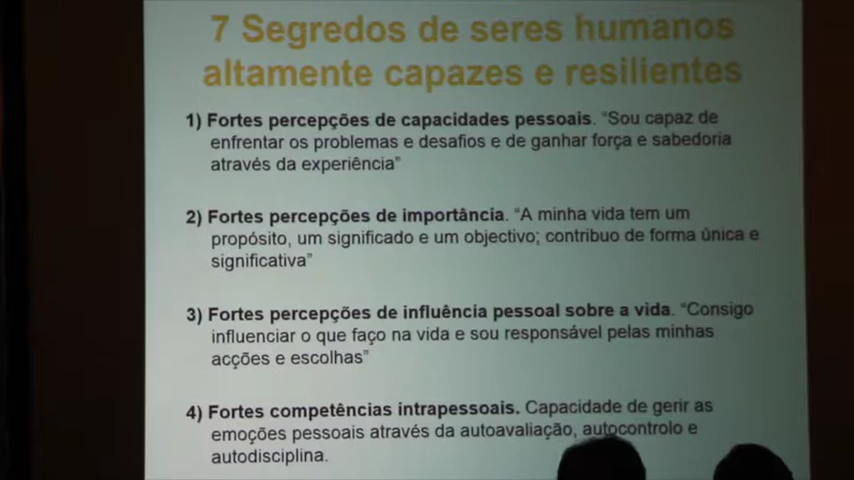 7 Segredos de seres humanos
altamente capazes e resilientes
1) Fortes percepções de capacidades pessoais. “Sou capaz de
enfrentar os problemas e desafios e de ganhar força e sabedoria
através da experiência”
2) Fortes percepções de importância. “A minha vida tem um
propósito, um significado e um objectivo; contribuo de forma única e
significativa”
3) Fortes percepções de influência pessoal sobre a vida. “Consigo
influenciar o que faço na vida e sou responsável pelas minhas
acções e escolhas”
4) Fortes competências intrapessoais. Capacidade de gerir as
emoções pessoais através da autoavaliação, autocontrolo e
autodisciplina.